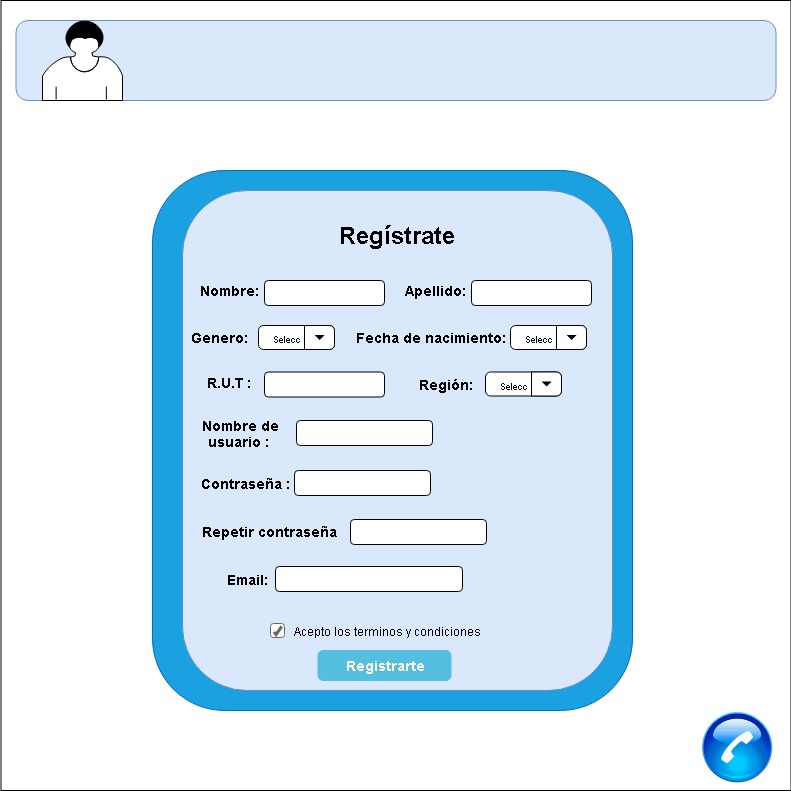 Regístrate
Nombre: Apellido:
Genero: Selecc Fecha de nacimiento: Selecc
R.U.T : Región: Selecc
Nombre de
usuario :
Contraseña :
Repetir contraseña
Email:
Acepto los terminos y condiciones
Registrarte